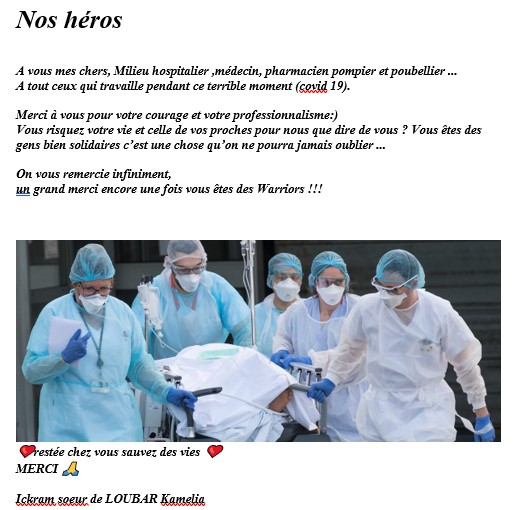 Nos héros
A vous mes chers, Milieu hospitalier ,médecin, pharmacien pompier et poubellier ...
A tout ceux qui travaille pendant ce terrible moment (covid 19).
Merci à vous pour votre courage et votre professionnalisme:)
Vous risquez votre vie et celle de vos proches pour nous que dire de vous ? Vous êtes des
gens bien solidaires c'est une chose qu'on ne pourra jamais oublier ...
On vous remercie infiniment,
un grand merci encore une fois vous êtes des Warriors !!!
❤️restée chez vous sauvez des vies ❤️
MERCI 🙏
Ickram soeur de LOUBAR Kamelia